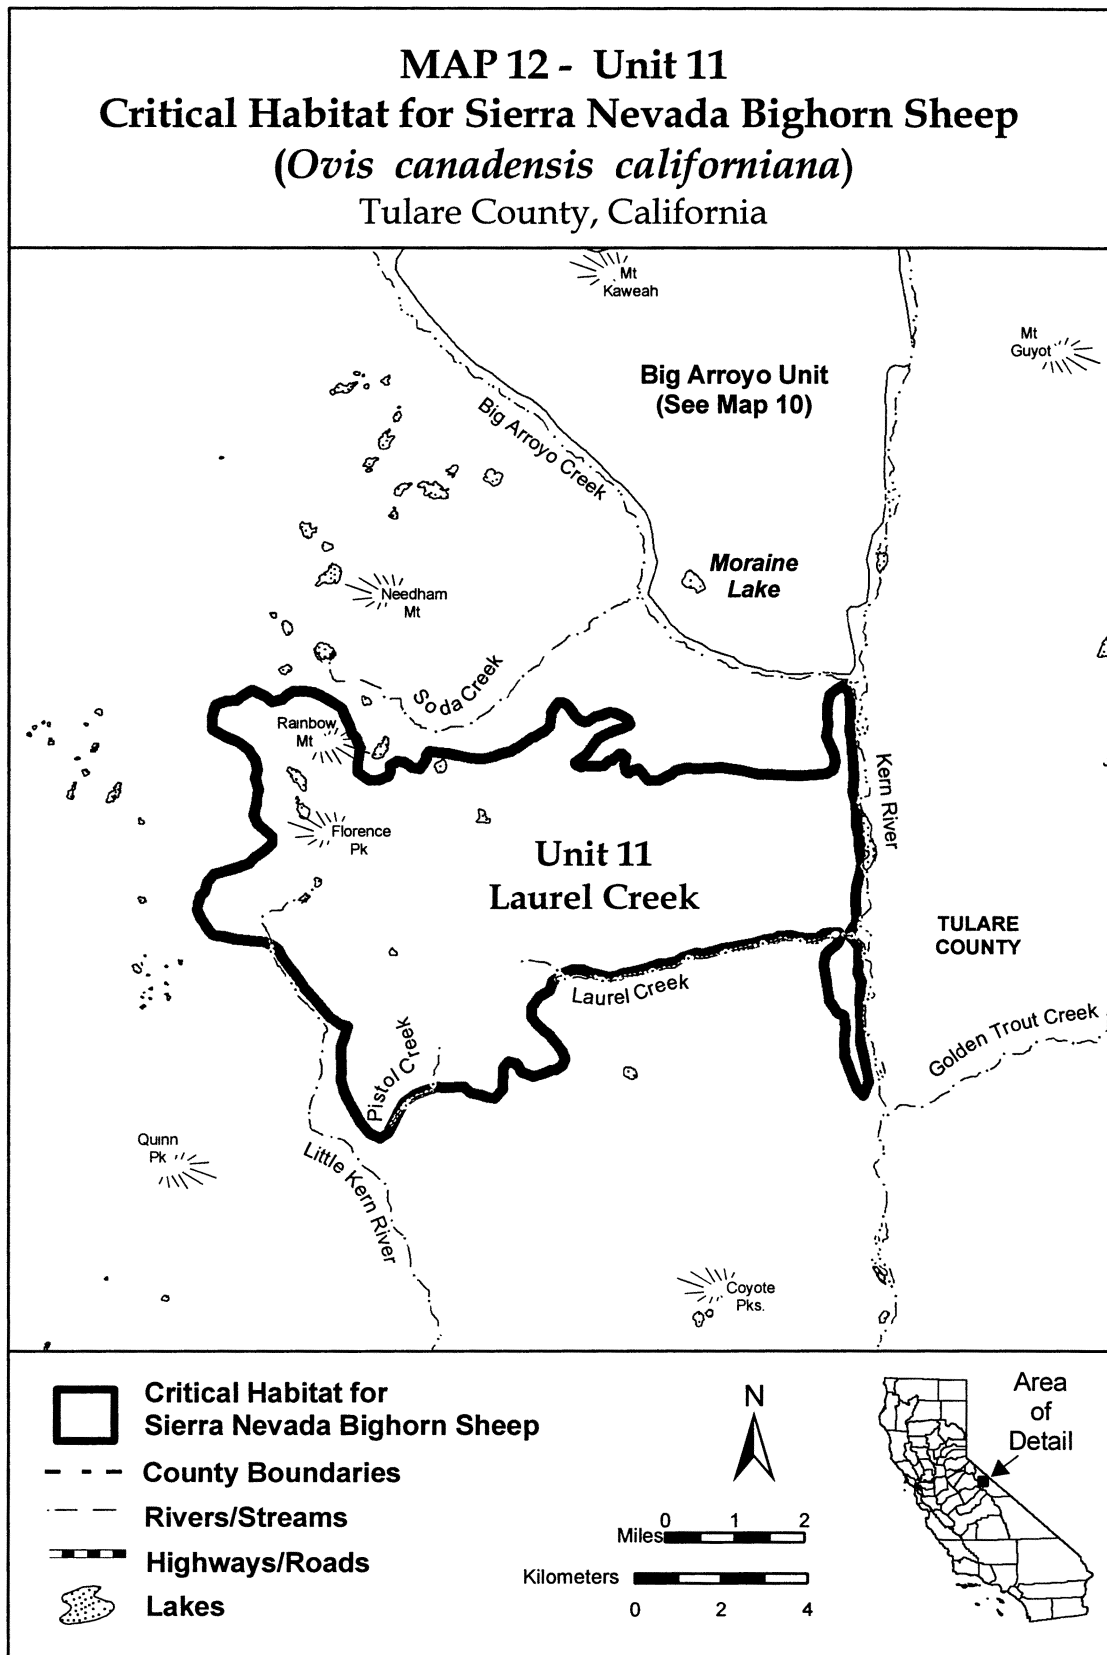 MAP 12 - Unit 11
Critical Habitat for Sierra Nevada Bighorn Sheep
(Ovis canadensis californiana)
Tulare County, California
Mt
Kaweah
Mt
Guyot
Big Arroyo Unit
(See Map 10)
Big Arroyo Creek
Moraine
Lake
Needham
Mt
Soda Creek
Rainbow
Mt
Kern River
Florence
Pk
Unit 11
Laurel Creek
TULARE
COUNTY
Laurel Creek
Golden Trout Creek
Pistol Creek
Quinn
Pk
Little Kern River
Coyote
Pks.
Critical Habitat for
Sierra Nevada Bighorn Sheep
County Boundaries
Rivers/Streams
Highways/Roads
Lakes
N
0 1 2
Miles
Kilometers
0 2 4
Area
of
Detail